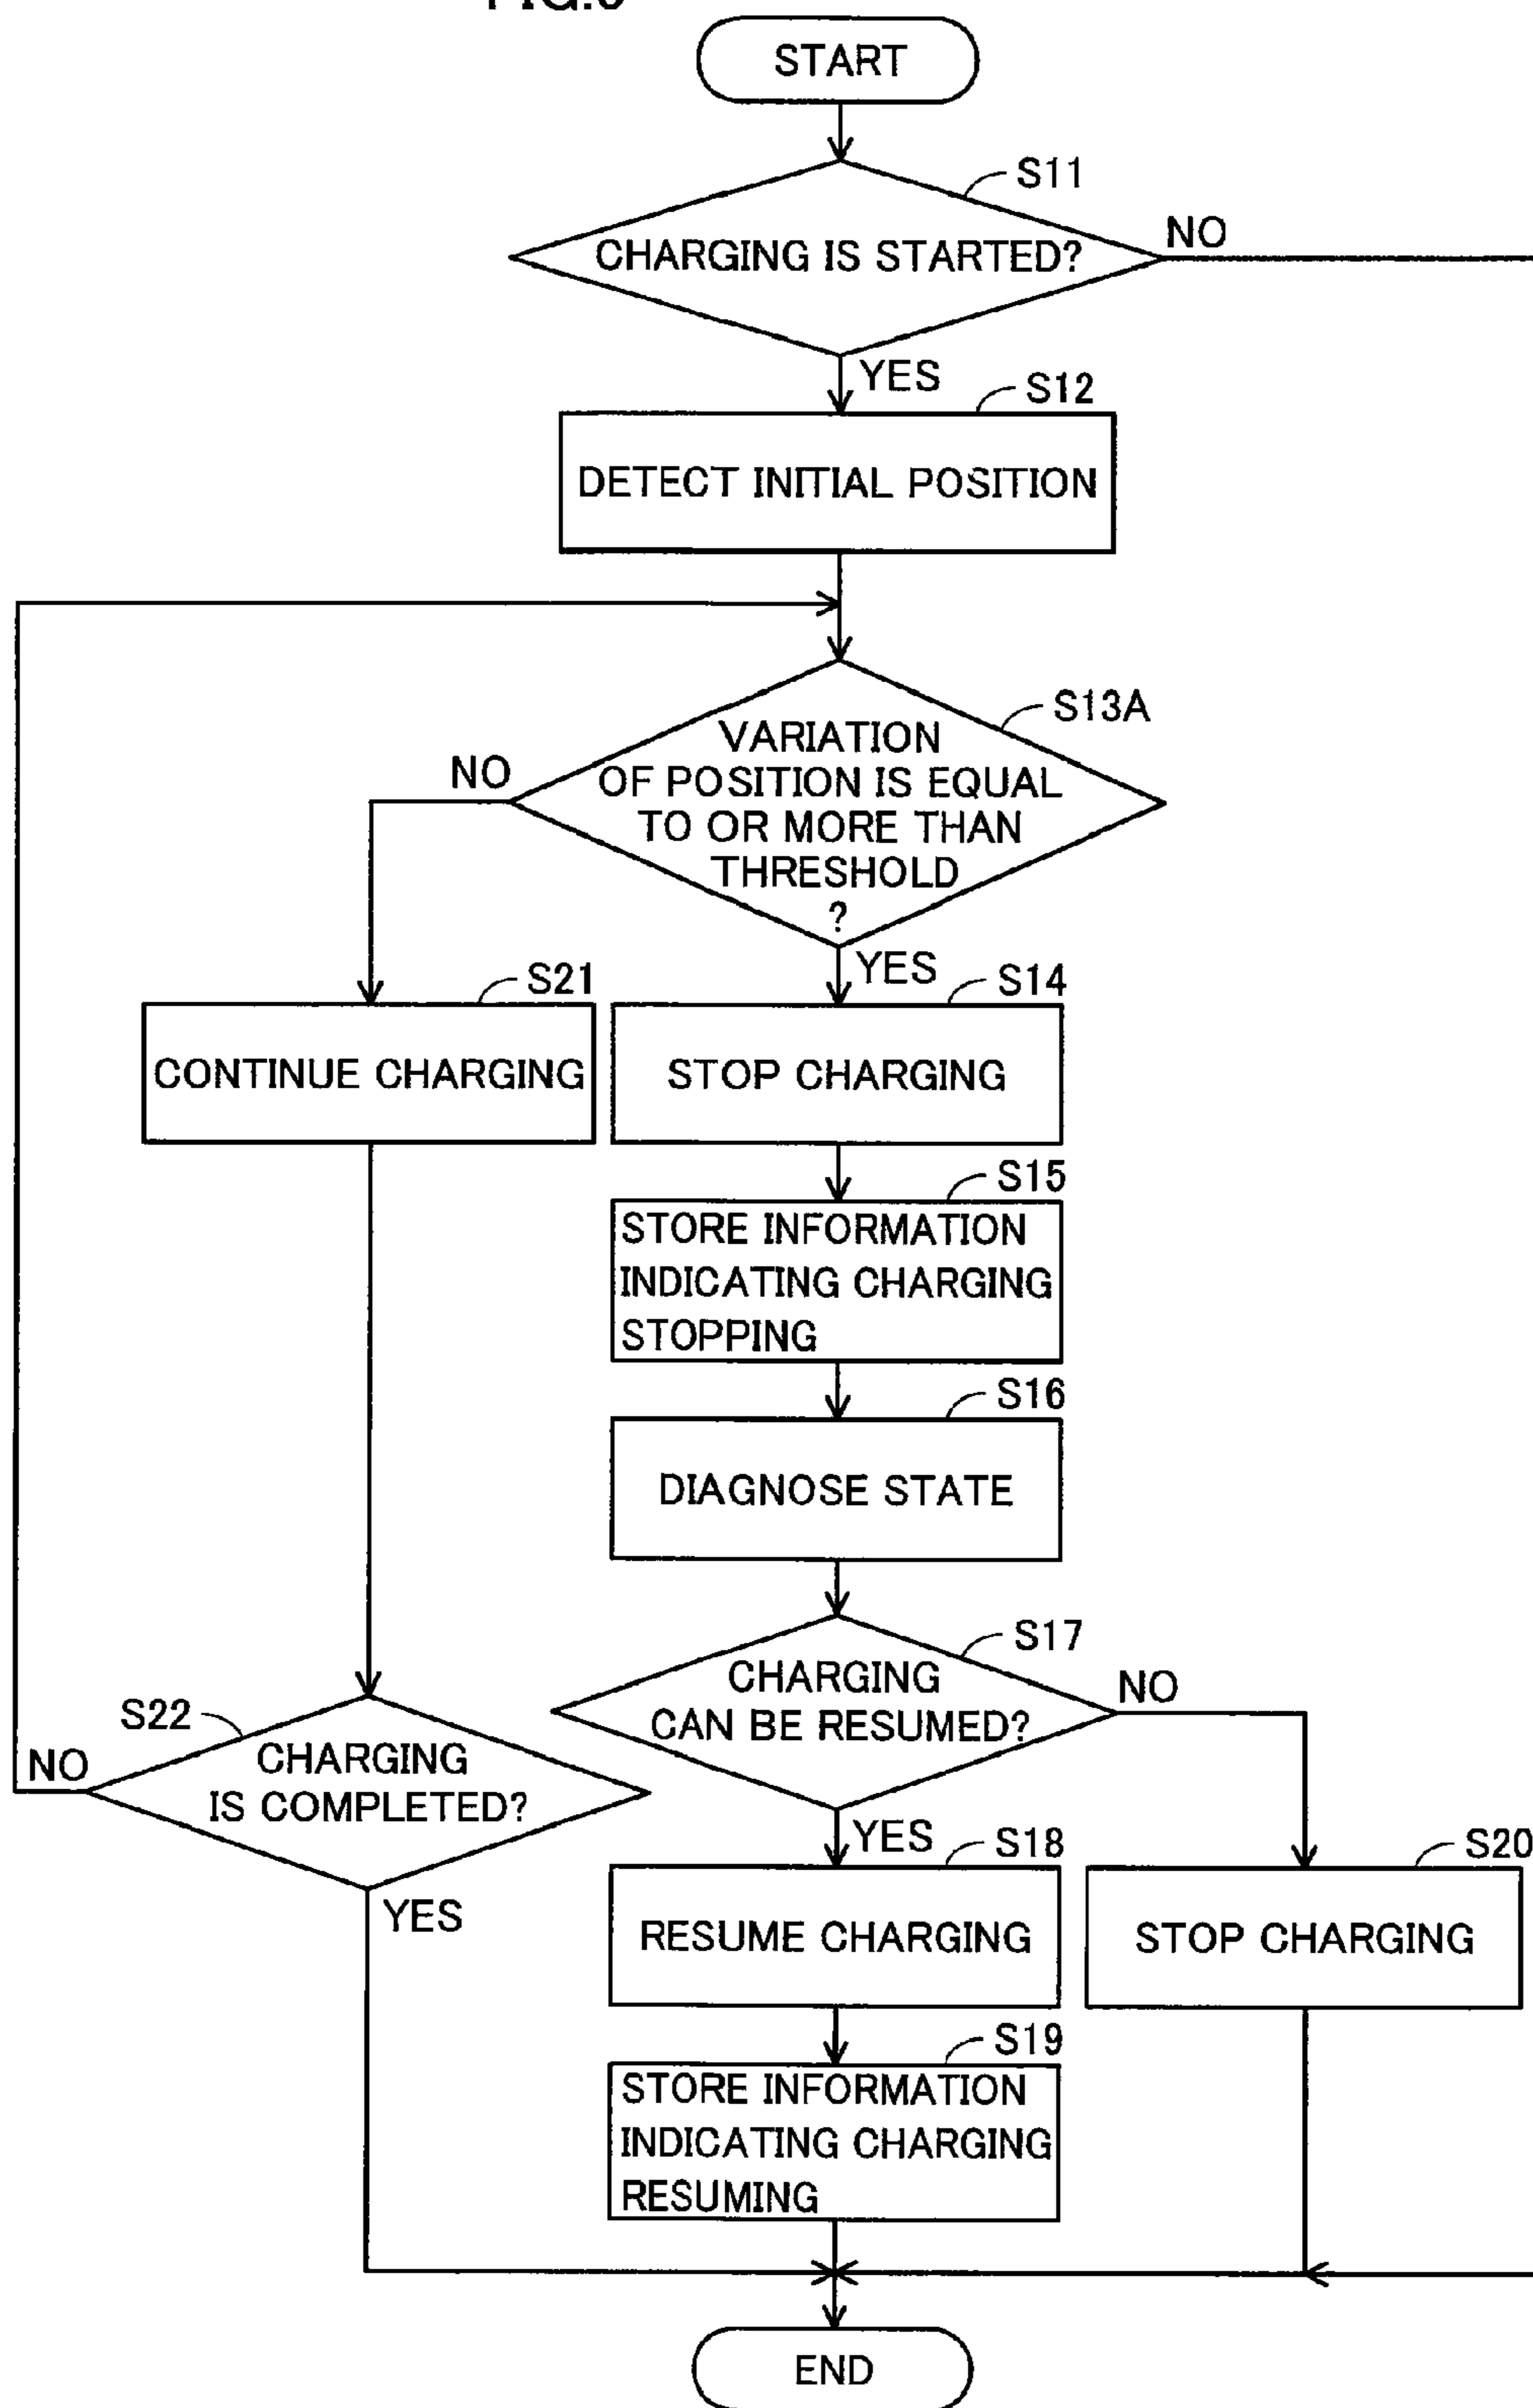 START
S11
CHARGING IS STARTED?
NO
YES
S12
DETECT INITIAL POSITION
S13A
VARIATION
OF POSITION IS EQUAL
TO OR MORE THAN
THRESHOLD
?
NO
YES
S21
CONTINUE CHARGING
S14
STOP CHARGING
S15
STORE INFORMATION
INDICATING CHARGING
STOPPING
S16
DIAGNOSE STATE
S17
CHARGING
CAN BE RESUMED?
NO
S22
CHARGING
IS COMPLETED?
NO
YES
YES
S18
RESUME CHARGING
S20
STOP CHARGING
S19
STORE INFORMATION
INDICATING CHARGING
RESUMING
END